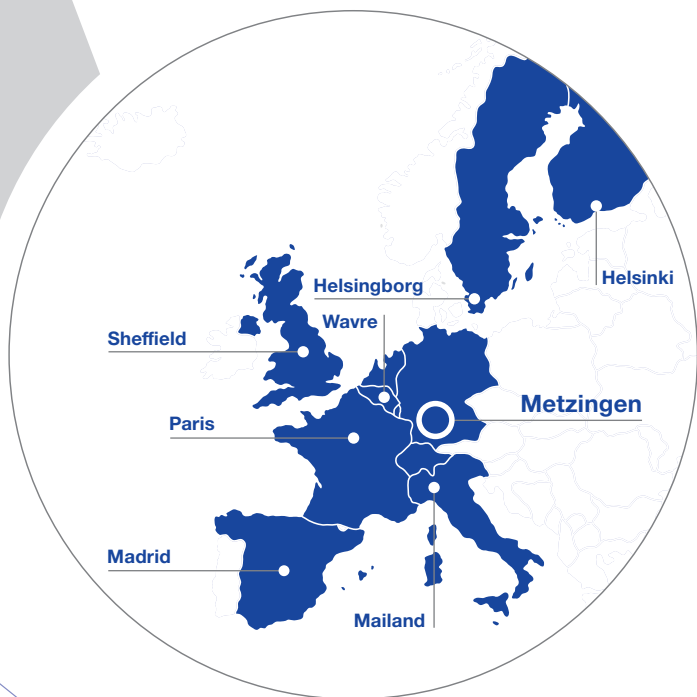 Helsinki
Helsingborg
Wavre
Sheffield
Metzingen
Paris
Madrid
Mailand